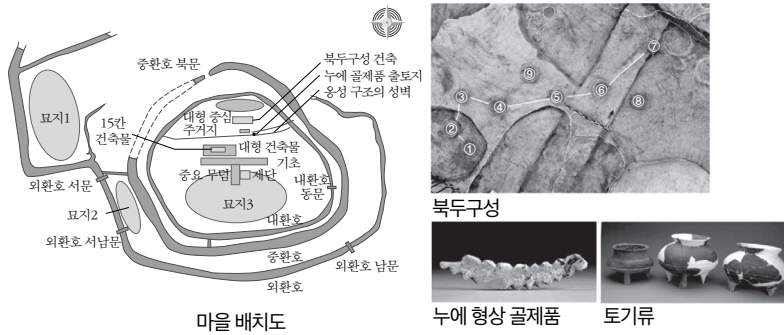 중환호 북문
북두구성 건축
누에 골제품 출토지
옹성 구조의 성벽
묘지1
대형 중심
주거지
15칸
건축물
대형 건축물
기초
중요 무덤
제단
내환호
동문
외환호 서문
묘지2
묘지3
내환호
외환호 서남문
중환호
외환호 남문
외환호
마을 배치도
⑦
⑨
⑥
⑧
③
④
⑤
②
①
북두구성
누에 형상 골제품
토기류